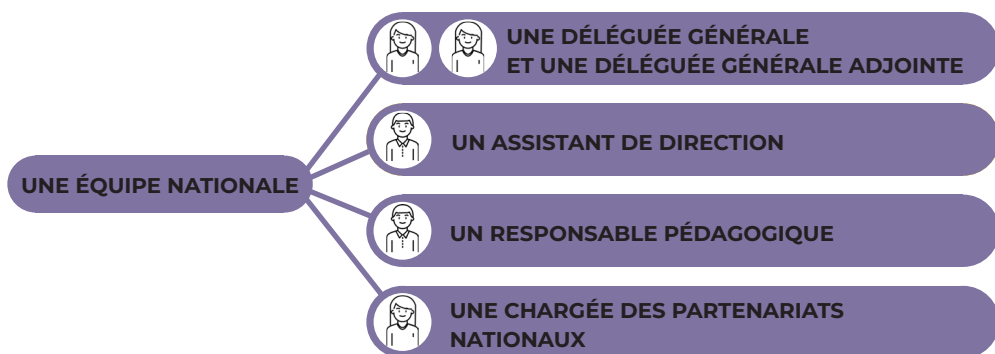 UNE DÉLÉGUÉE GÉNÉRALE
ET UNE DÉLÉGUÉE GÉNÉRALE ADJOINTE
UN ASSISTANT DE DIRECTION
UNE ÉQUIPE NATIONALE
UN RESPONSABLE PÉDAGOGIQUE
UNE CHARGÉE DES PARTENARIATS
NATIONAUX